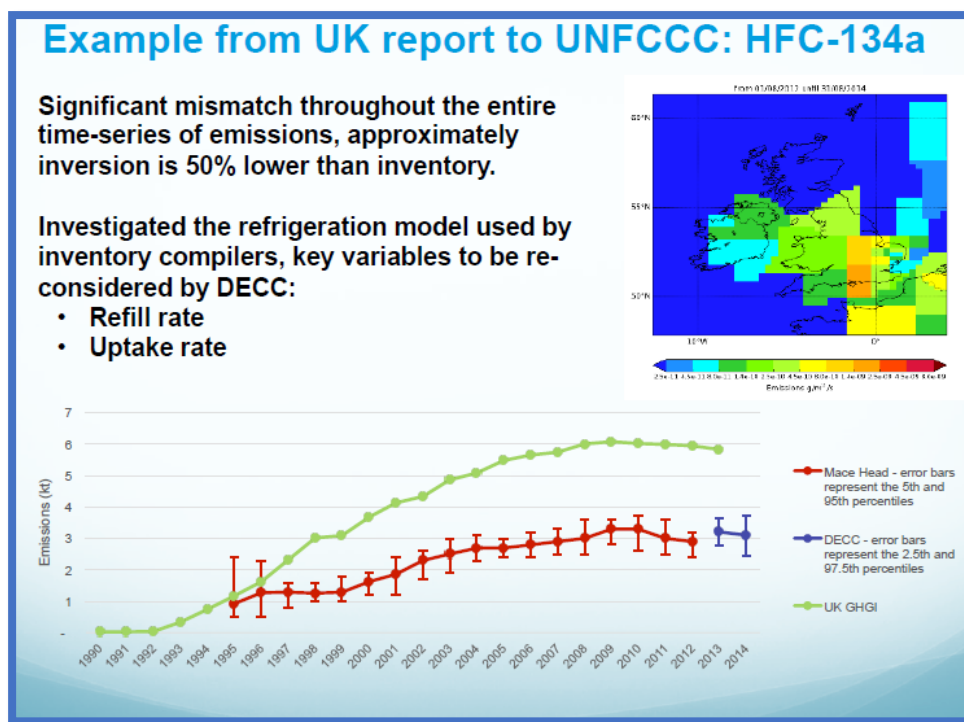 Example from UK report to UNFCCC: HFC-134a
Significant mismatch throughout the entire
time-series of emissions, approximately
inversion is 50% lower than inventory.
Investigated the refrigeration model used by
inventory compilers, key variables to be re-
considered by DECC:
• Refill rate
• Uptake rate
60°N
55°N
50°N
10°W
0°
Emissions g/m²/s
7
6
5
4
3
2
1
-
Emissions (kt)
1990
1991
1992
1993
1994
1995
1996
1997
1998
1999
2000
2001
2002
2003
2004
2005
2006
2007
2008
2009
2010
2011
2012
2013
2014
Mace Head - error bars
represent the 5th and
95th percentiles
DECC - error bars
represent the 2.5th and
97.5th percentiles
UK GHGI